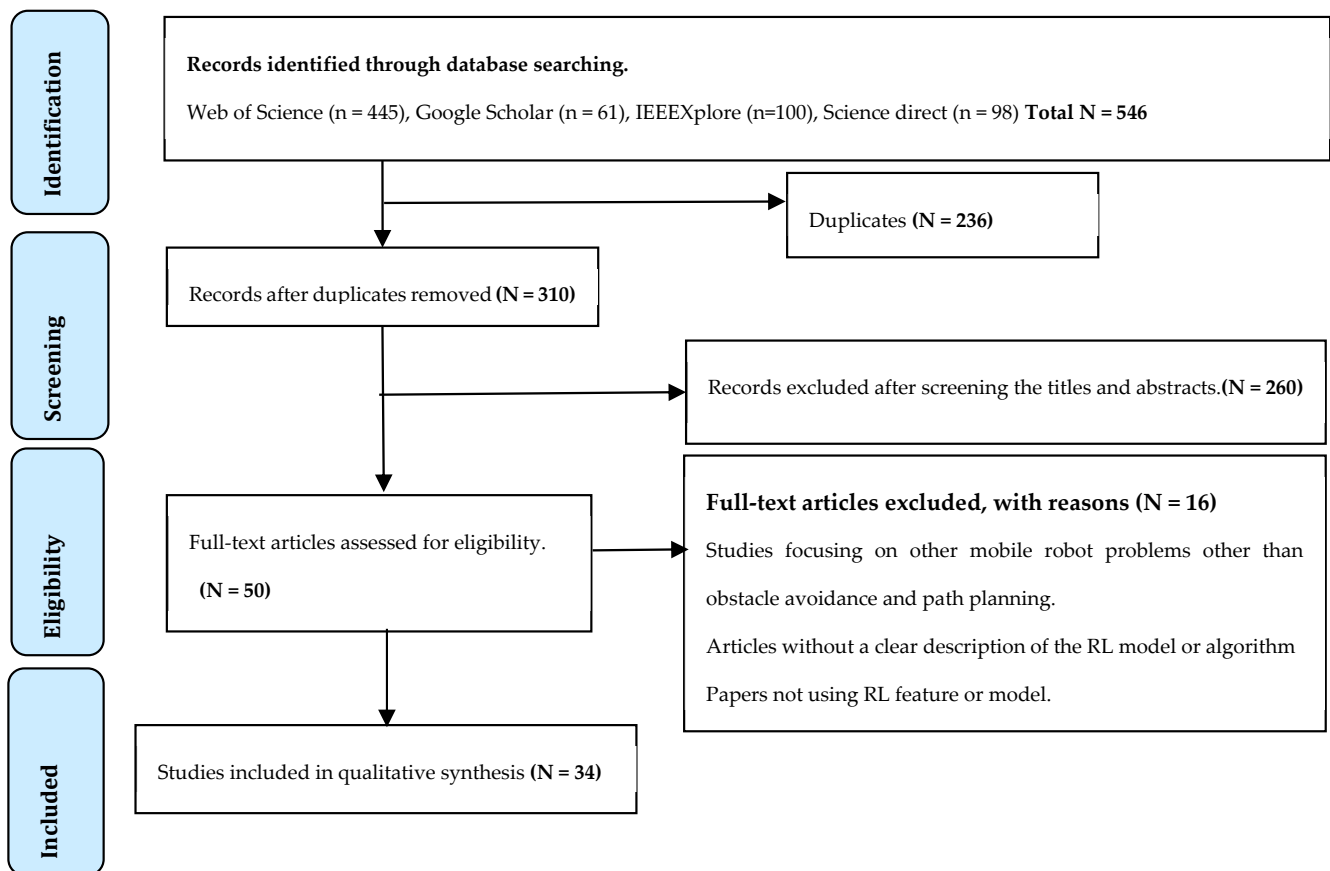 Identification
Records identified through database searching.
Web of Science (n = 445), Google Scholar (n = 61), IEEEXplore (n=100), Science direct (n = 98) Total N = 546
Duplicates (N = 236)
Screening
Records after duplicates removed (N = 310)
Records excluded after screening the titles and abstracts.(N = 260)
Eligibility
Full-text articles assessed for eligibility.
(N = 50)
Full-text articles excluded, with reasons (N = 16)
Studies focusing on other mobile robot problems other than
obstacle avoidance and path planning.
Articles without a clear description of the RL model or algorithm
Papers not using RL feature or model.
Included
Studies included in qualitative synthesis (N = 34)